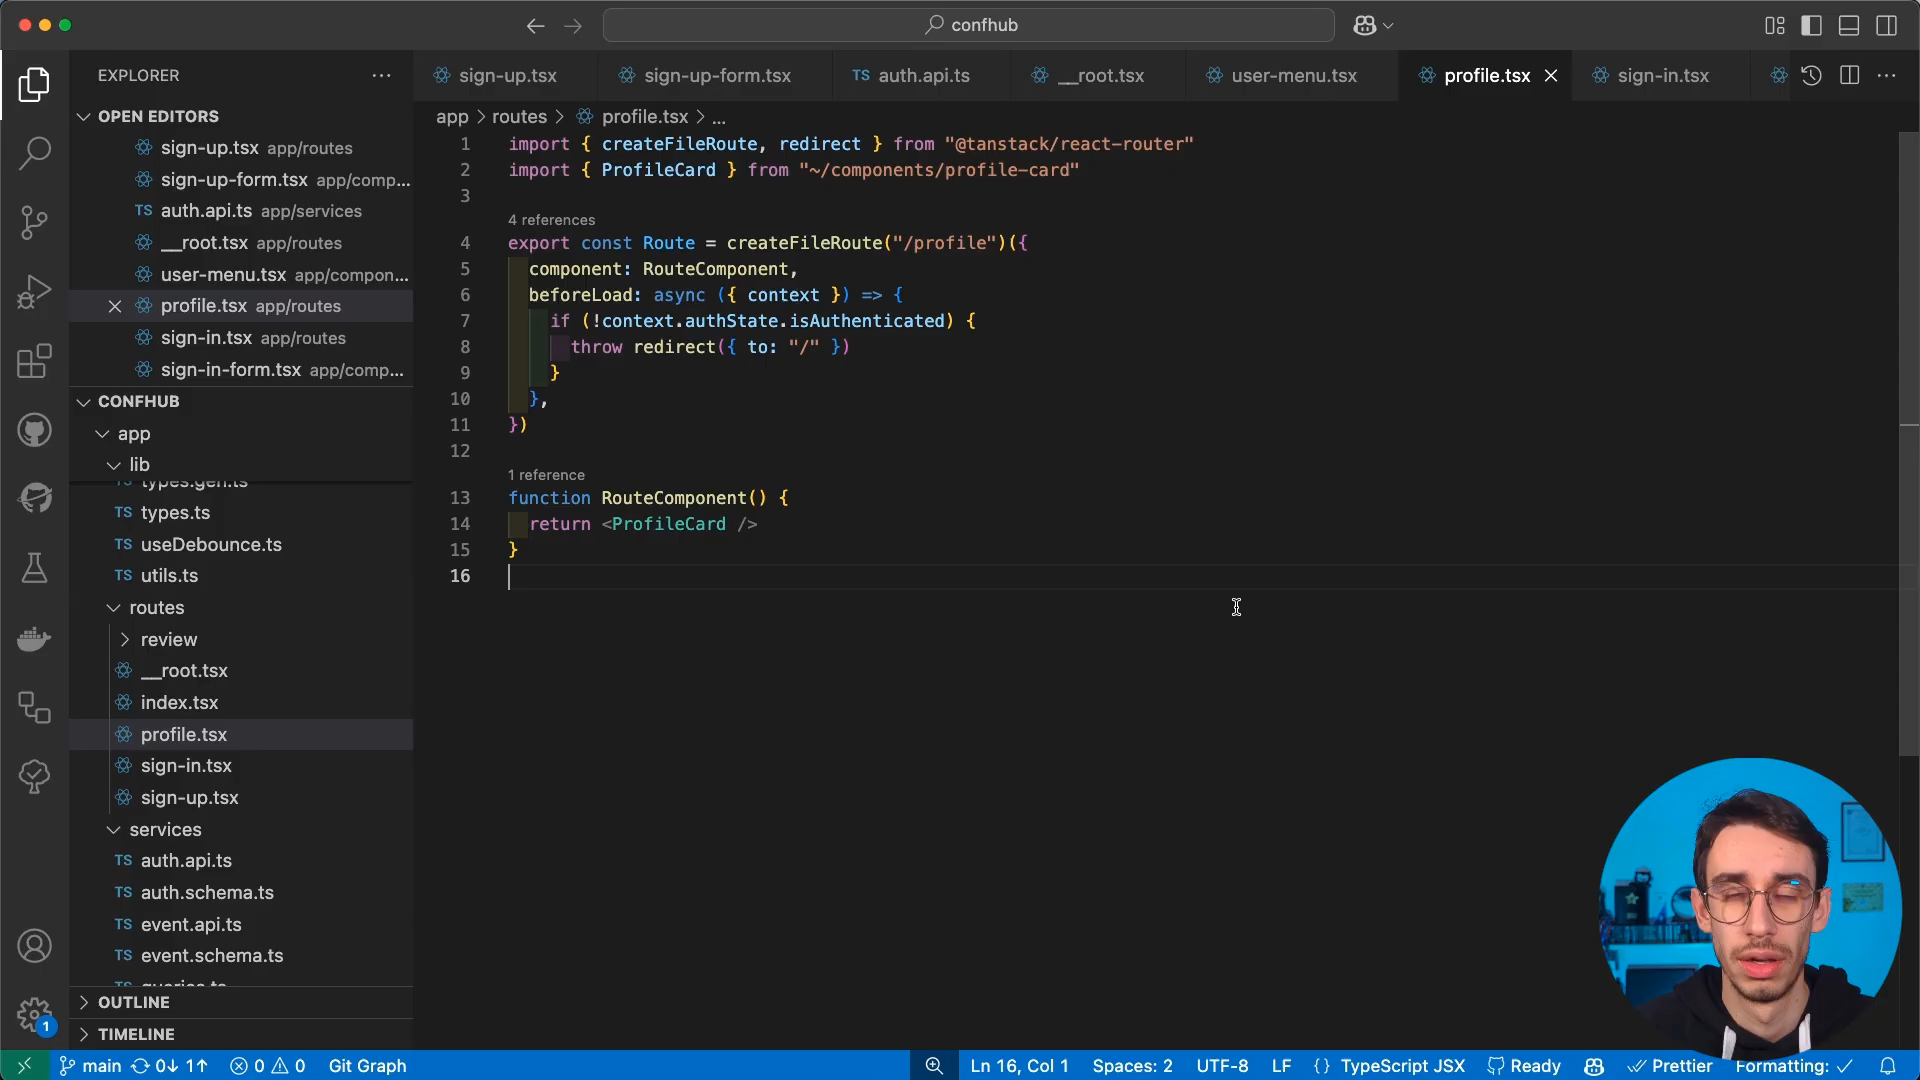 confhub
EXPLORER
OPEN EDITORS
sign-up.tsx app/routes
sign-up-form.tsx app/comp...
TS auth.api.ts app/services
__root.tsx app/routes
user-menu.tsx app/compon...
profile.tsx app/routes
sign-in.tsx app/routes
sign-in-form.tsx app/comp...
CONFHUB
app
lib
types.gen.ts
TS types.ts
TS useDebounce.ts
TS utils.ts
routes
review
__root.tsx
index.tsx
profile.tsx
sign-in.tsx
sign-up.tsx
services
TS auth.api.ts
TS auth.schema.ts
TS event.api.ts
TS event.schema.ts
OUTLINE
TIMELINE
sign-up.tsx
sign-up-form.tsx
TS auth.api.ts
__root.tsx
user-menu.tsx
profile.tsx
sign-in.tsx
app > routes > profile.tsx > ...
1 import { createFileRoute, redirect } from "@tanstack/react-router"
2 import { ProfileCard } from "~/components/profile-card"
3
4 references
4 export const Route = createFileRoute("/profile")({
5 component: RouteComponent,
6 beforeLoad: async ({ context }) => {
7 if (!context.authState.isAuthenticated) {
8 throw redirect({ to: "/" })
9 }
10 },
11 })
12
1 reference
13 function RouteComponent() {
14 return <ProfileCard />
15 }
16
1
main 0↓ 1↑ 0 0 Git Graph
Ln 16, Col 1 Spaces: 2 UTF-8 LF {} TypeScript JSX Ready Prettier Formatting: ✓